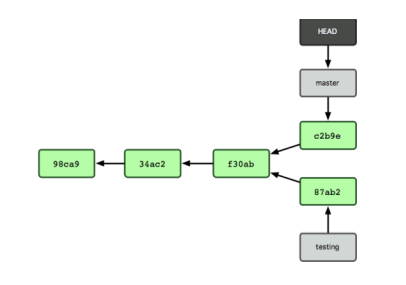 HEAD
master
c2b9e
98ca9
34ac2
f30ab
87ab2
testing